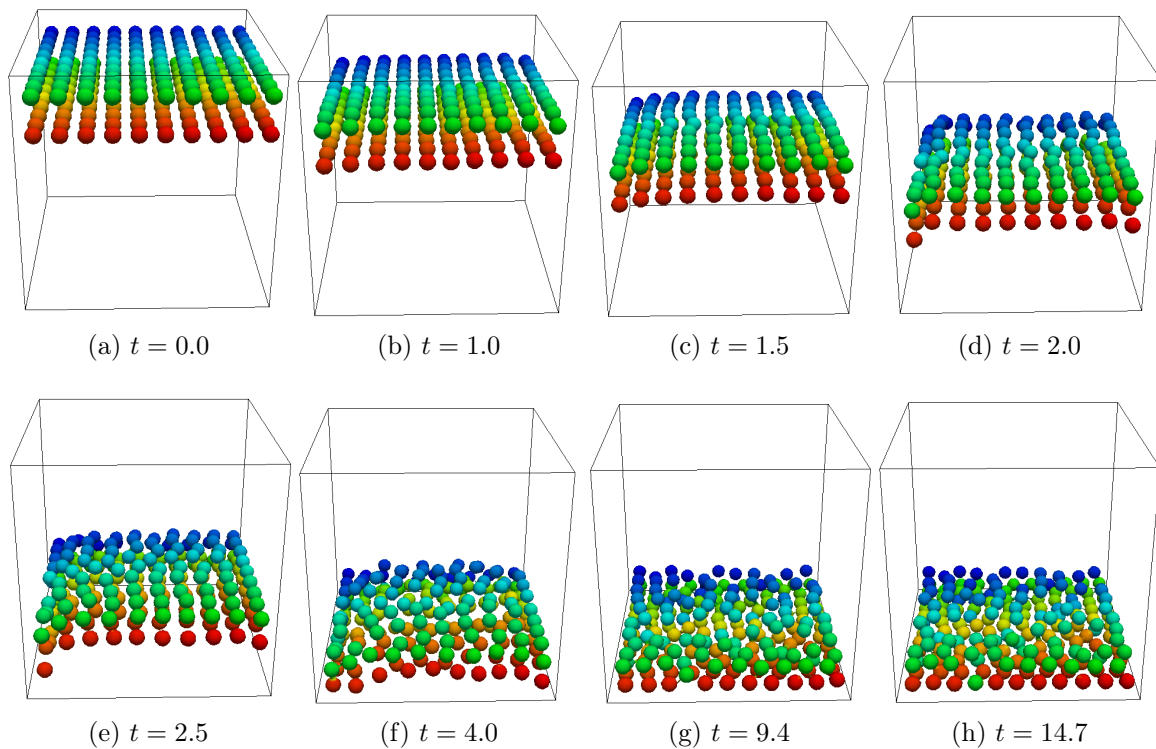 (a) t = 0.0
(b) t = 1.0
(c) t = 1.5
(d) t = 2.0
(e) t = 2.5
(f) t = 4.0
(g) t = 9.4
(h) t = 14.7